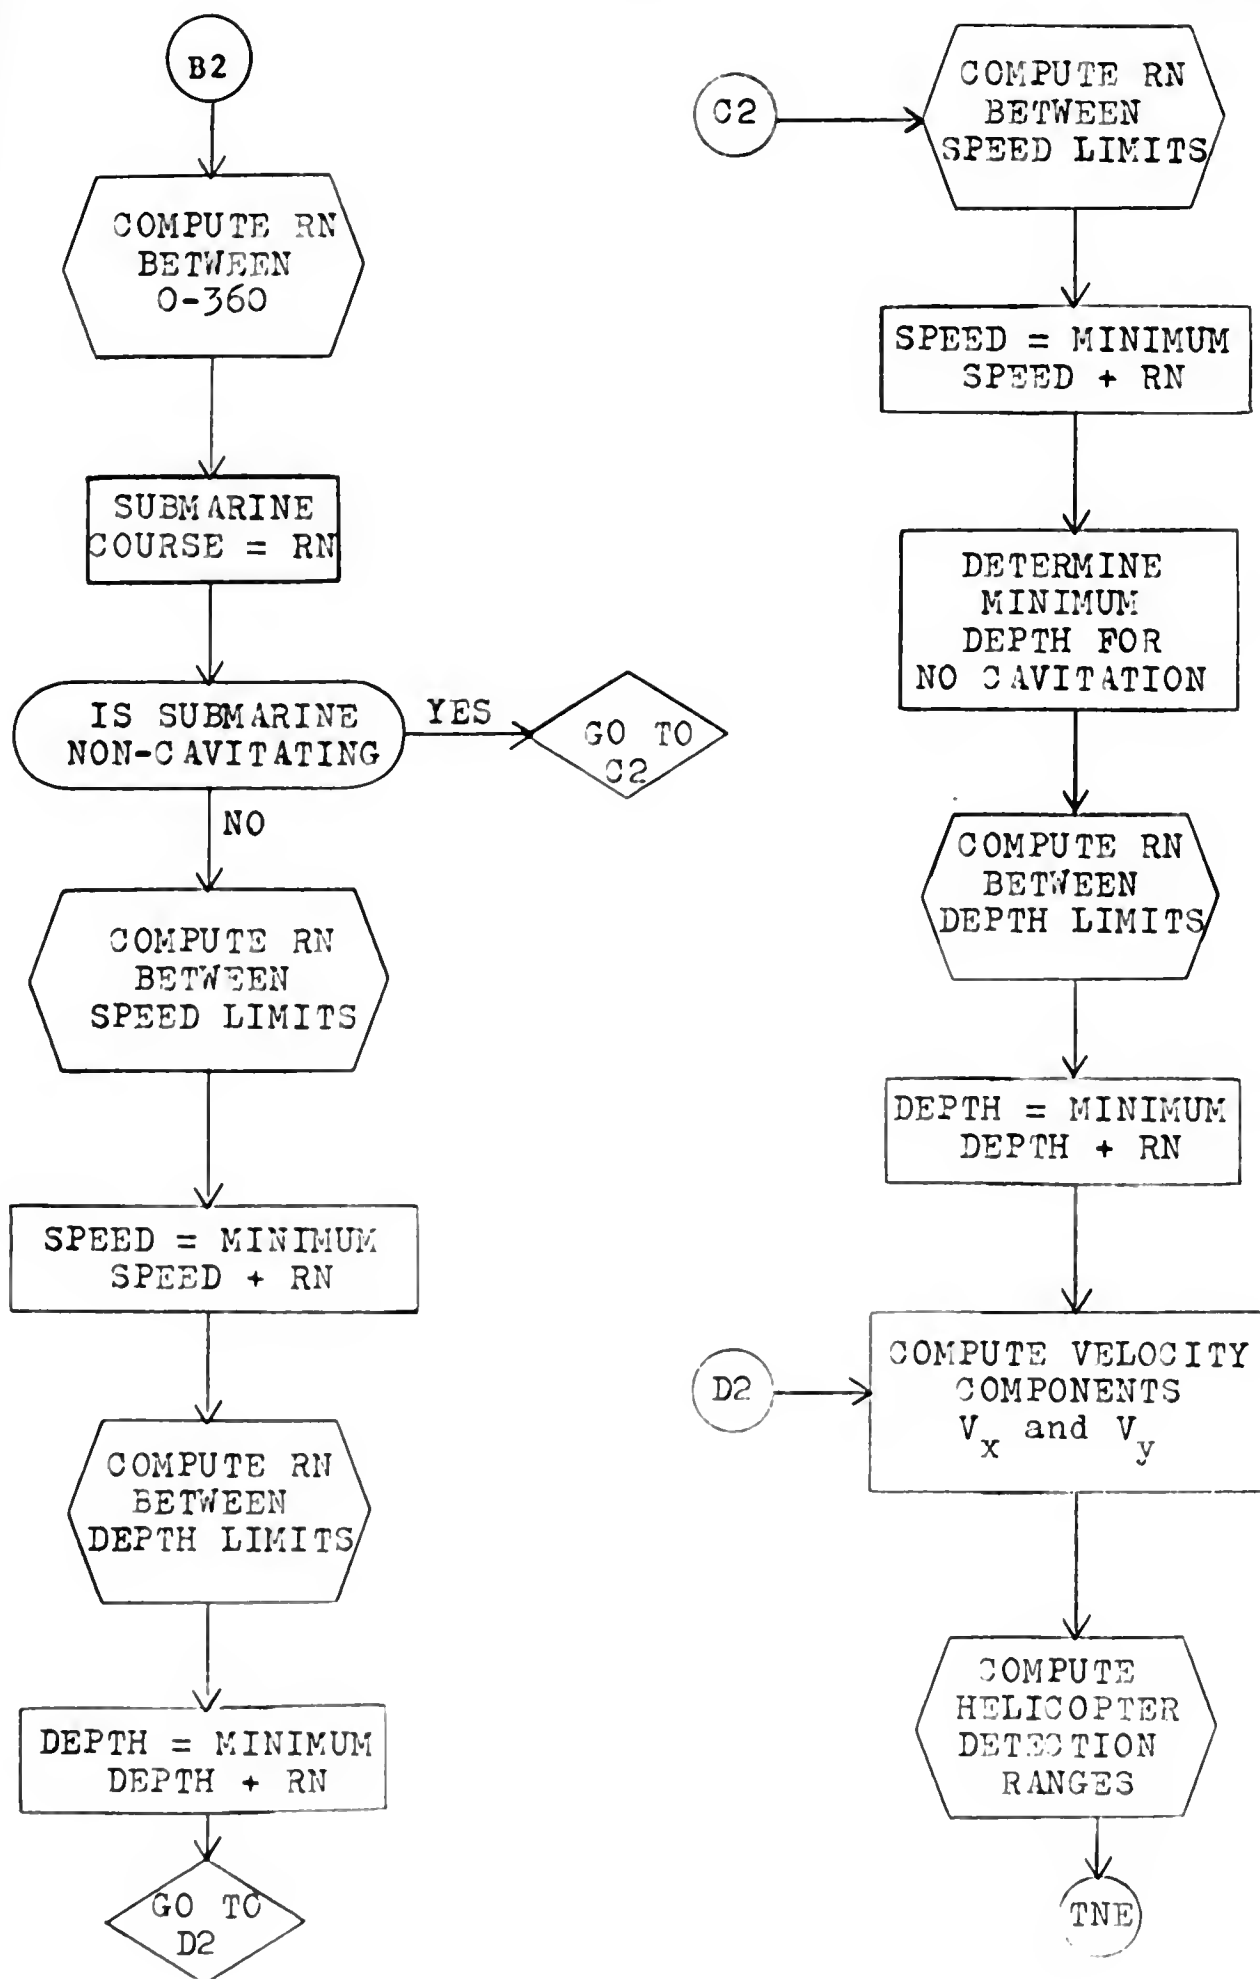 B2
COMPUTE RN
BETWEEN
0-360
SUBMARINE
COURSE = RN
IS SUBMARINE
NON-CAVITATING
YES
GO TO
C2
NO
COMPUTE RN
BETWEEN
SPEED LIMITS
SPEED = MINIMUM
SPEED + RN
COMPUTE RN
BETWEEN
DEPTH LIMITS
DEPTH = MINIMUM
DEPTH + RN
GO TO
D2
C2
COMPUTE RN
BETWEEN
SPEED LIMITS
SPEED = MINIMUM
SPEED + RN
DETERMINE
MINIMUM
DEPTH FOR
NO CAVITATION
COMPUTE RN
BETWEEN
DEPTH LIMITS
DEPTH = MINIMUM
DEPTH + RN
D2
COMPUTE VELOCITY
COMPONENTS
V_x and V_y
COMPUTE
HELICOPTER
DETECTION
RANGES
TNE